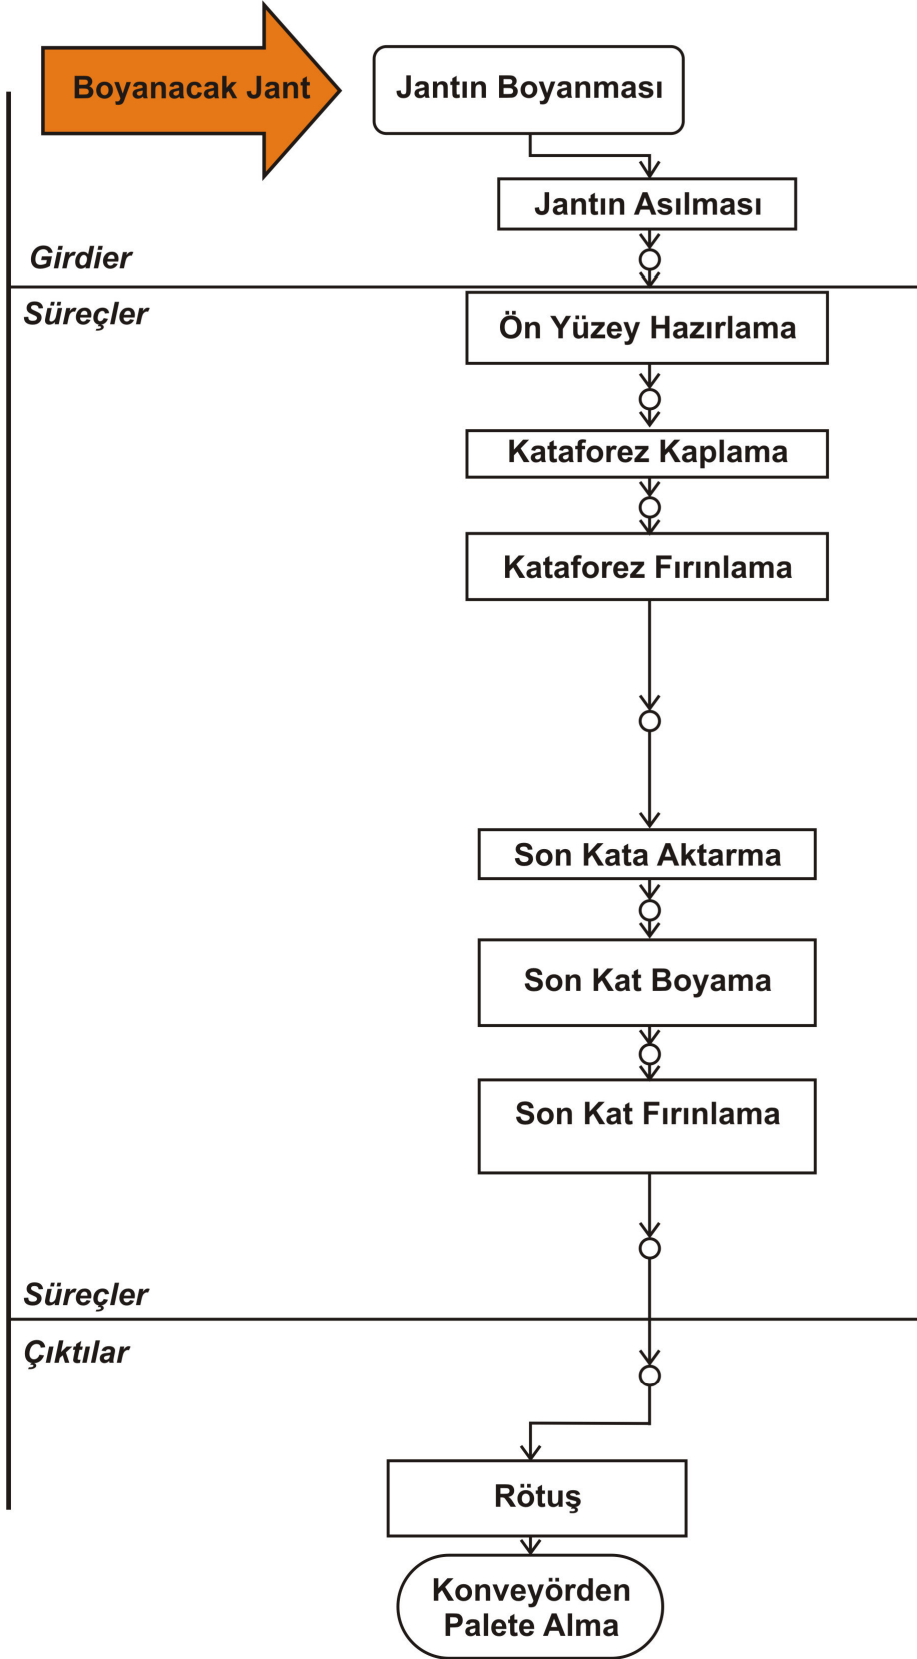 Boyanacak Jant
Jantın Boyanması
Jantın Asılması
Girdier
Süreçler
Ön Yüzey Hazırlama
Kataforez Kaplama
Kataforez Fırınlama
Son Kata Aktarma
Son Kat Boyama
Son Kat Fırınlama
Süreçler
Çıktılar
Rötuş
Konveyörden
Palete Alma